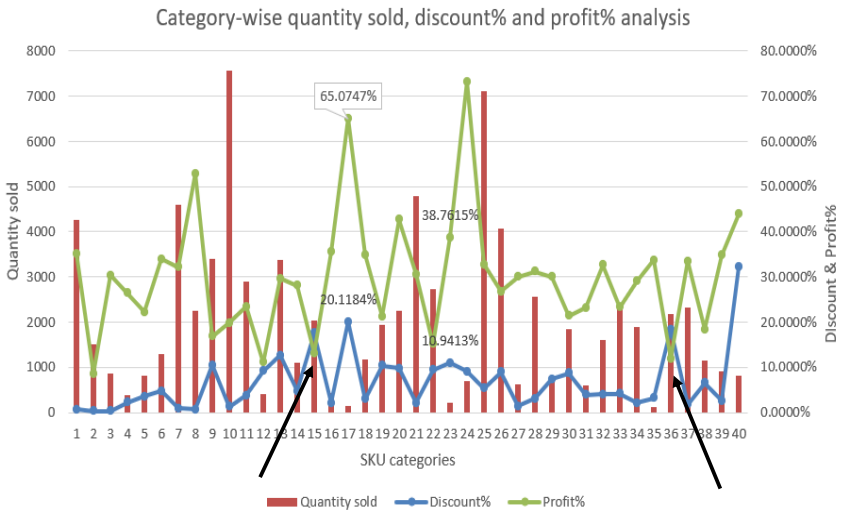 Category-wise quantity sold, discount% and profit% analysis
8000 80.0000%
7000 70.0000%
65.0747%
6000 60.0000%
5000 50.0000%
38.7615%
4000 40.0000%
3000 30.0000%
20.1184%
2000 20.0000%
10.9413%
1000 10.0000%
0 0.0000%
Quantity sold
Discount & Profit%
1 2 3 4 5 6 7 8 9 10 11 12 13 14 15 16 17 18 19 20 21 22 23 24 25 26 27 28 29 30 31 32 33 34 35 36 37 38 39 40
SKU categories
Quantity sold Discount% Profit%